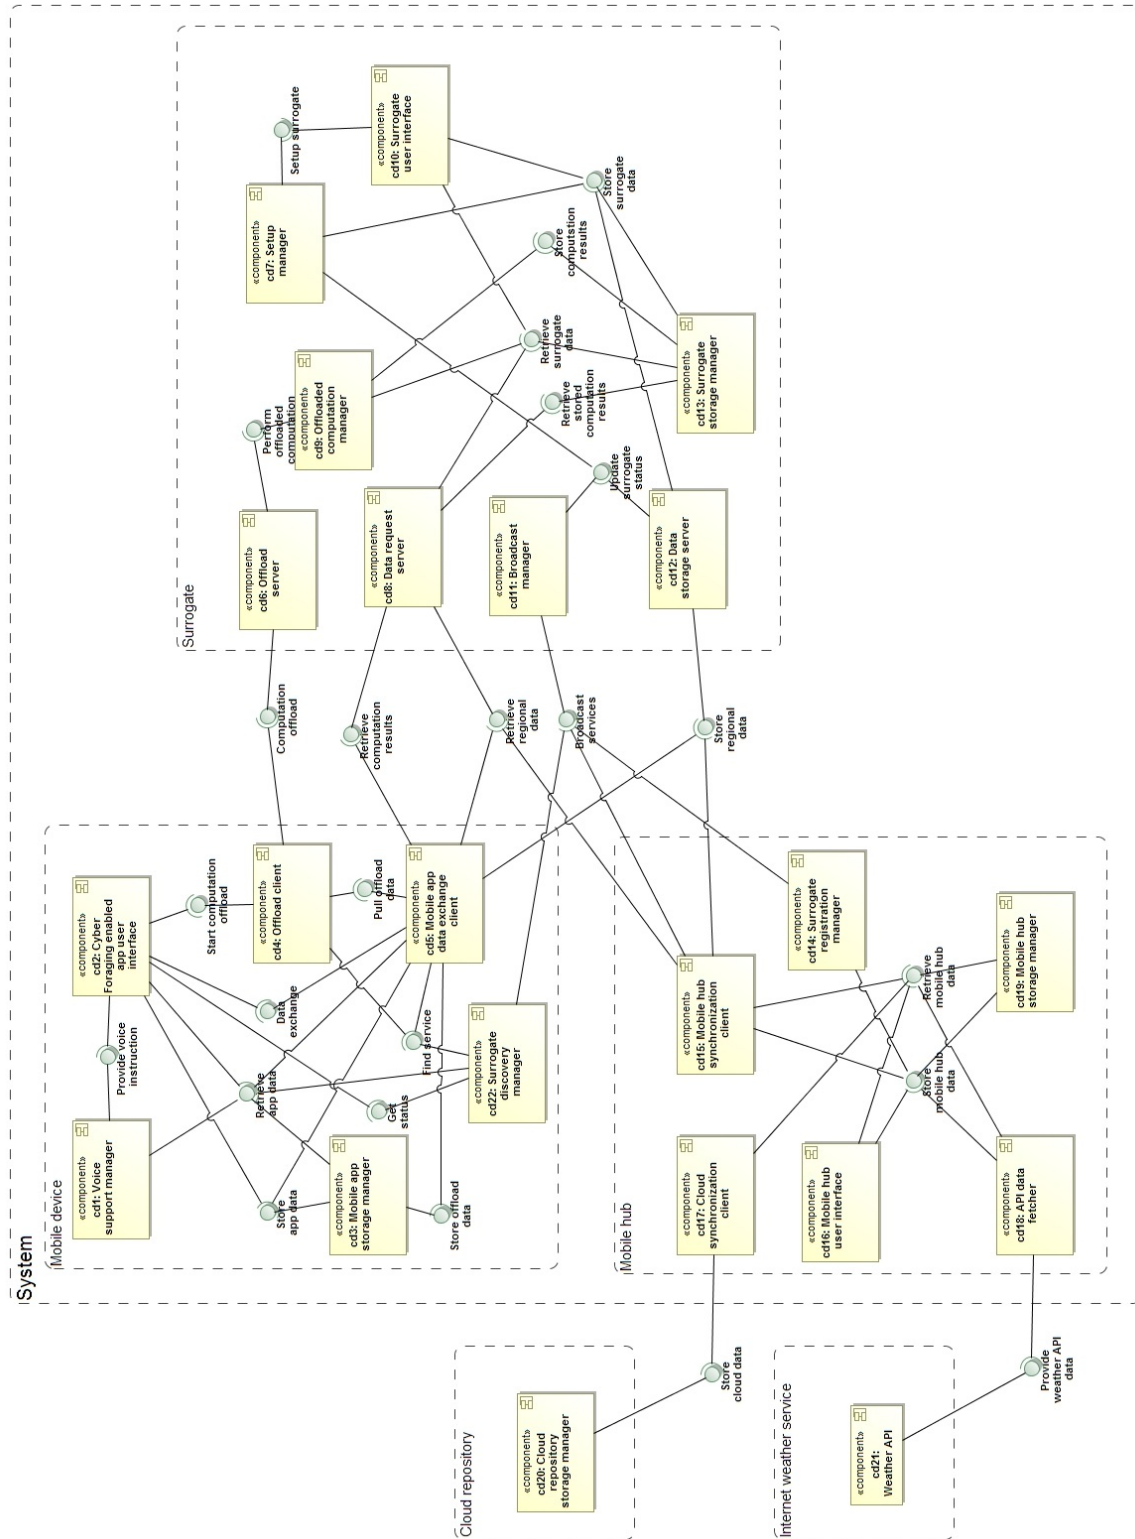 System
Mobile device
«component»
cd1: Voice
support manager
Provide voice
instruction
«component»
cd2: Cyber
Foraging enabled
app user
interface
Store
app data
Retrieve
app data
Data
exchange
Start computation
offload
«component»
cd3: Mobile app
storage manager
Get
status
Find service
«component»
cd4: Offload client
Pull offload
data
Store offload
data
«component»
cd22: Surrogate
discovery
manager
«component»
cd5: Mobile app
data exchange
client
Computation
offload
Retrieve
computation
results
Retrieve
regional
data
Broadcast
services
Store
regional
data
Surrogate
«component»
cd6: Offload
server
Perform
offloaded
computation
«component»
cd7: Setup
manager
Setup surrogate
«component»
cd9: Offloaded
computation
manager
«component»
cd8: Data request
server
«component»
cd10: Surrogate
user interface
«component»
cd11: Broadcast
manager
Retrieve
stored
computation
results
Retrieve
surrogate
data
Store
computstion
results
Update
surrogate
status
Store
surrogate
data
«component»
cd12: Data
storage server
«component»
cd13: Surrogate
storage manager
Mobile hub
«component»
cd17: Cloud
synchronization
client
«component»
cd15: Mobile hub
synchronization
client
«component»
cd16: Mobile hub
user interface
«component»
cd14: Surrogate
registration
manager
Store
mobile hub
data
Retrieve
mobile hub
data
«component»
cd18: API data
fetcher
«component»
cd19: Mobile hub
storage manager
Cloud repository
«component»
cd20: Cloud
repository
storage manager
Store
cloud data
Internet weather service
«component»
cd21:
Weather API
Provide
weather API
data